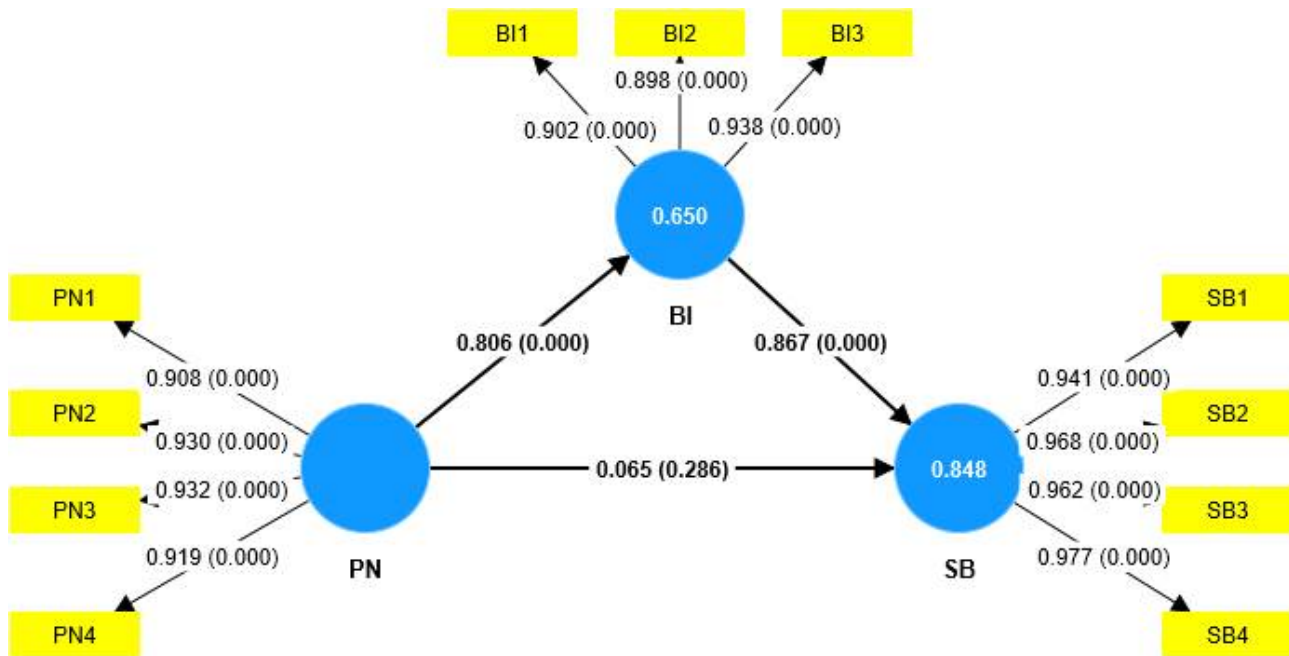 BI1 BI2 BI3
0.898 (0.000)
0.902 (0.000) 0.938 (0.000)
0.650
BI
PN1 SB1
0.806 (0.000) 0.867 (0.000)
0.908 (0.000) 0.941 (0.000)
PN2 SB2
0.930 (0.000) 0.968 (0.000)
0.065 (0.286) 0.848
0.932 (0.000) 0.962 (0.000)
PN3 SB3
0.919 (0.000) 0.977 (0.000)
PN SB
PN4 SB4